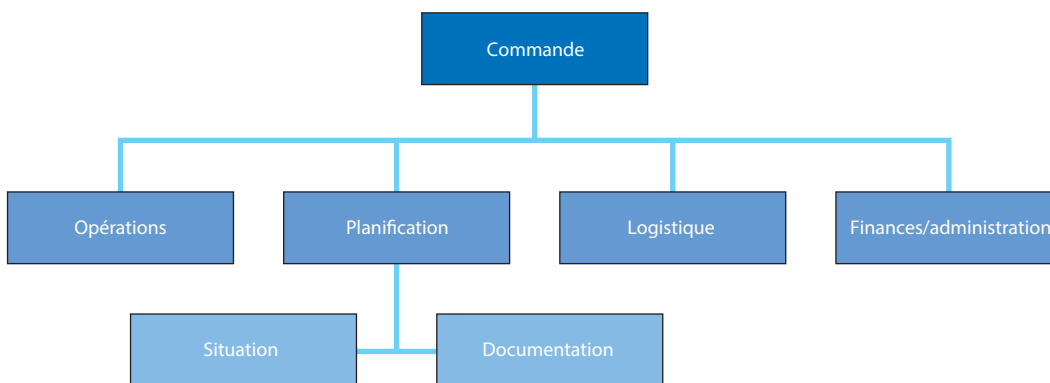 Commande
Opérations
Planification
Logistique
Finances/administration
Situation
Documentation